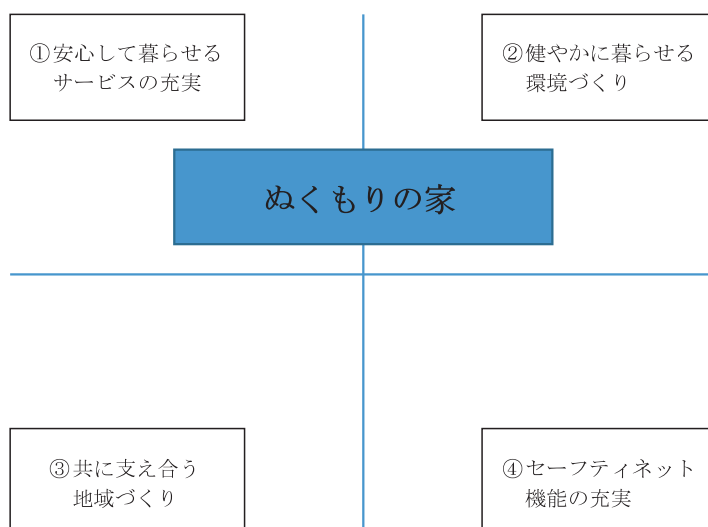 ①安心して暮らせる
サービスの充実
②健やかに暮らせる
環境づくり
ぬくもりの家
③共に支え合う
地域づくり
④セーフティネット
機能の充実